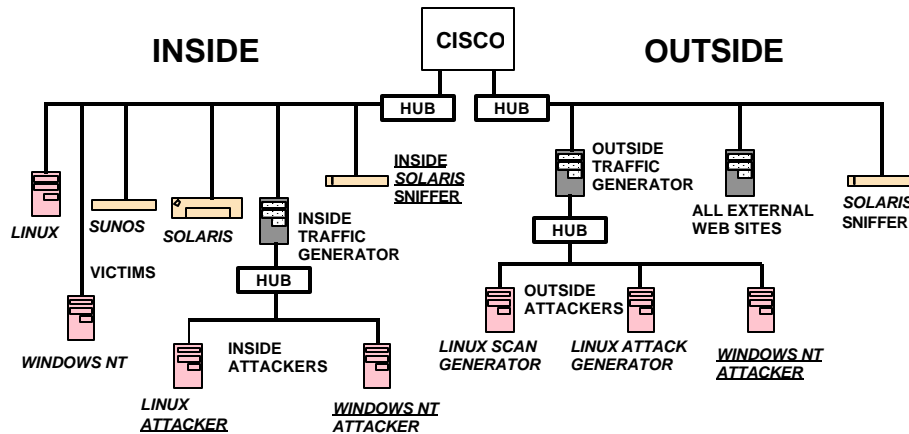 INSIDE
CISCO
OUTSIDE
HUB
HUB
LINUX
SUNOS
SOLARIS
INSIDE
TRAFFIC
GENERATOR
INSIDE
SOLARIS
SNIFFER
OUTSIDE
TRAFFIC
GENERATOR
ALL EXTERNAL
WEB SITES
SOLARIS
SNIFFER
VICTIMS
HUB
HUB
WINDOWS NT
INSIDE
ATTACKERS
LINUX
ATTACKER
WINDOWS NT
ATTACKER
OUTSIDE
ATTACKERS
LINUX SCAN
GENERATOR
LINUX ATTACK
GENERATOR
WINDOWS NT
ATTACKER